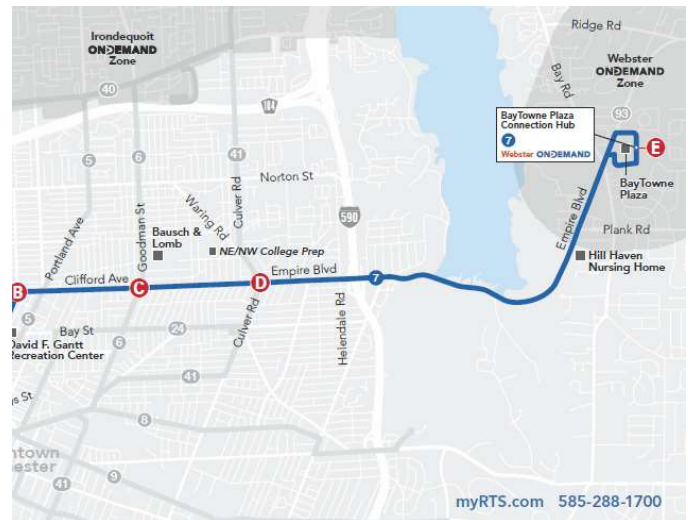 Irondequoit
ONDEMAND
Zone
Ridge Rd
Webster
ONDEMAND
Zone
Bay Rd
40
104
93
BayTowne Plaza
Connection Hub
7
Webster ONDEMAND
E
BayTowne
Plaza
5
6
41
Norton St
590
Portland Ave
Goodman St
Waring Rd
Culver Rd
Bausch &
Lomb
NE/NW College Prep
Empire Blvd
Plank Rd
Hill Haven
Nursing Home
Clifford Ave
Empire Blvd
B
C
D
7
5
Bay St
6
24
Culver Rd
Helendale Rd
David F. Gantt
Recreation Center
41
s St
8
ntown
hester
41
9
myRTS.com 585-288-1700